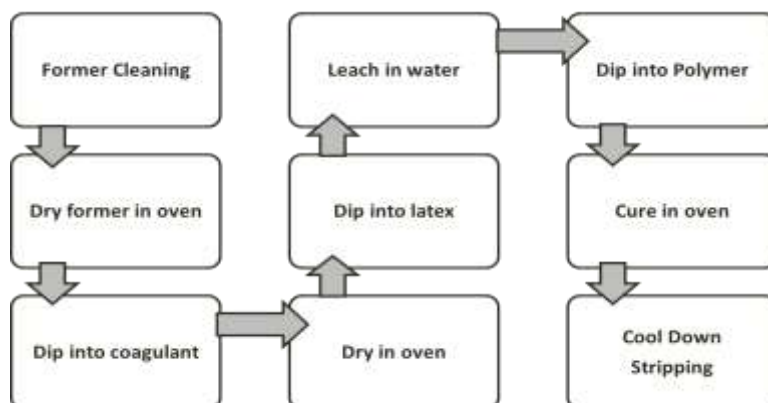 Former Cleaning
Dry former in oven
Dip into coagulant
Dry in oven
Dip into latex
Leach in water
Dip into Polymer
Cure in oven
Cool Down
Stripping